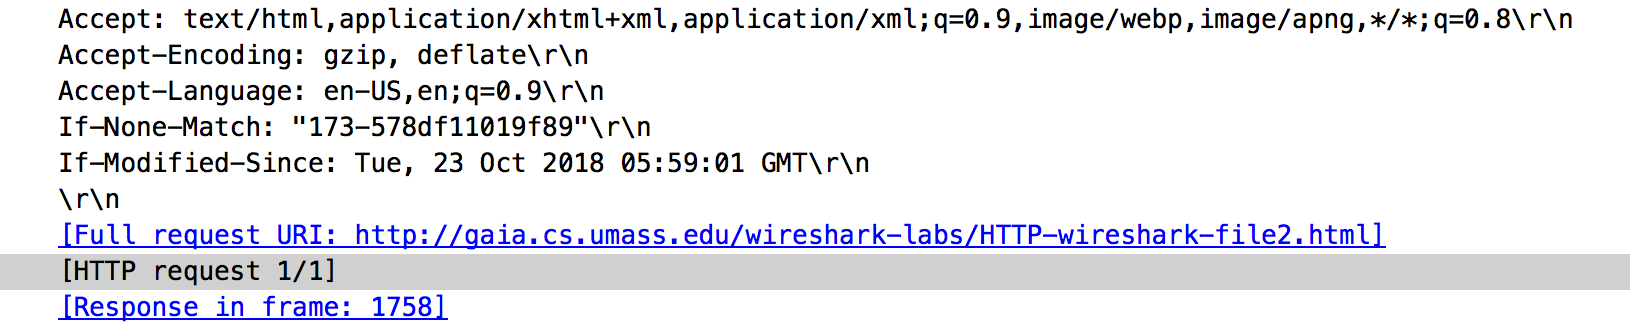 Accept: text/html,application/xhtml+xml,application/xml;q=0.9,image/webp,image/apng,*/*;q=0.8\r\n
Accept-Encoding: gzip, deflate\r\n
Accept-Language: en-US,en;q=0.9\r\n
If-None-Match: "173-578df11019f89"\r\n
If-Modified-Since: Tue, 23 Oct 2018 05:59:01 GMT\r\n
\r\n
[Full request URI: http://gaia.cs.umass.edu/wireshark-labs/HTTP-wireshark-file2.html]
[HTTP request 1/1]
[Response in frame: 1758]